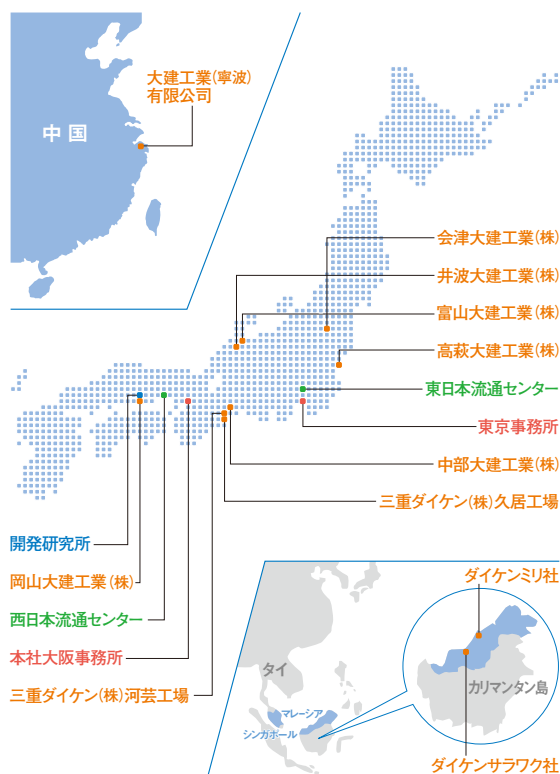 大建工業(寧波)
有限公司
中国
会津大建工業(株)
井波大建工業(株)
富山大建工業(株)
高萩大建工業(株)
東日本流通センター
東京事務所
中部大建工業(株)
三重ダイケン(株)久居工場
開発研究所
岡山大建工業(株)
西日本流通センター
本社大阪事務所
三重ダイケン(株)河芸工場
ダイケンミリ社
タイ
カリマンタン島
マレーシア
シンガポール
ダイケンサラワク社